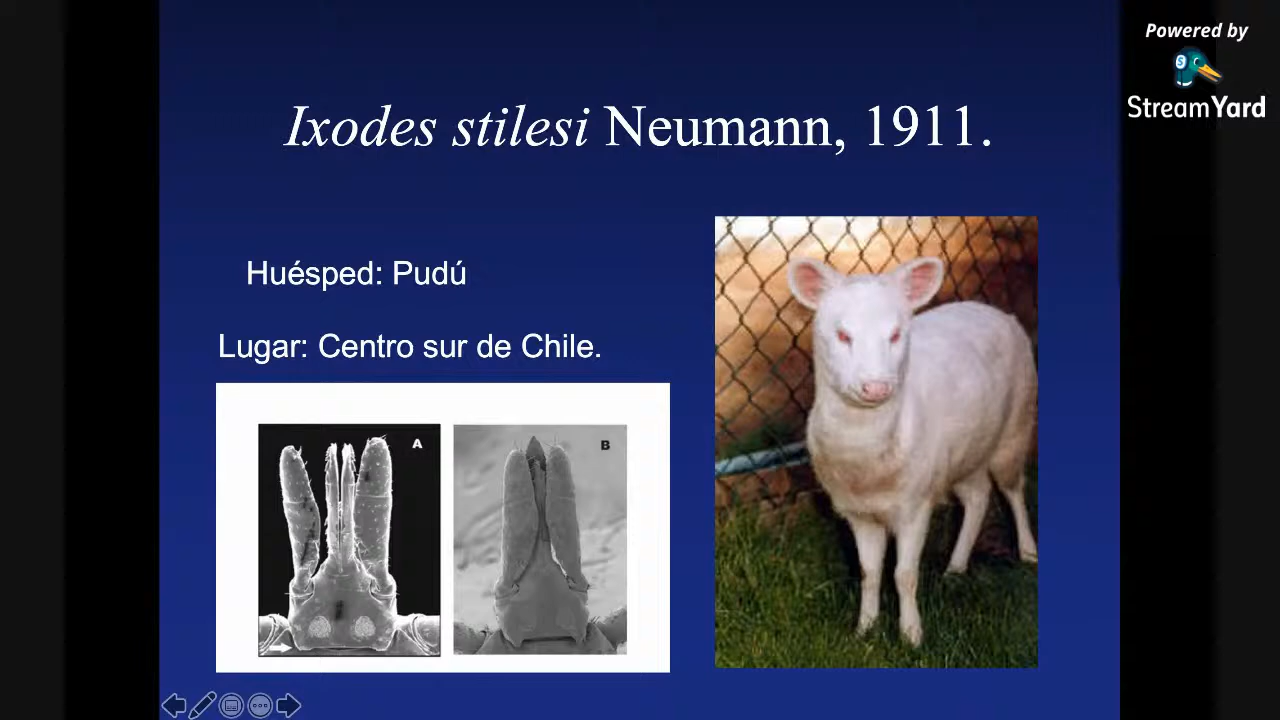 Powered by
StreamYard
Ixodes stilesi Neumann, 1911.
Huésped: Pudú
Lugar: Centro sur de Chile.
A
B